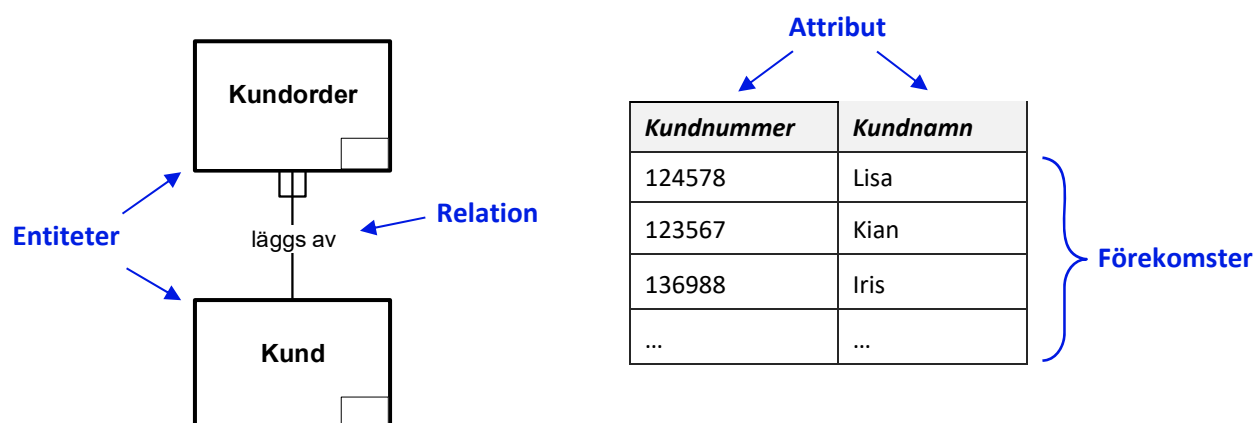 Attribut
Kundorder
Entiteter
läggs av
Relation
Kund
Kundnummer Kundnamn
124578 Lisa
123567 Kian
136988 Iris
... ...
Förekomster